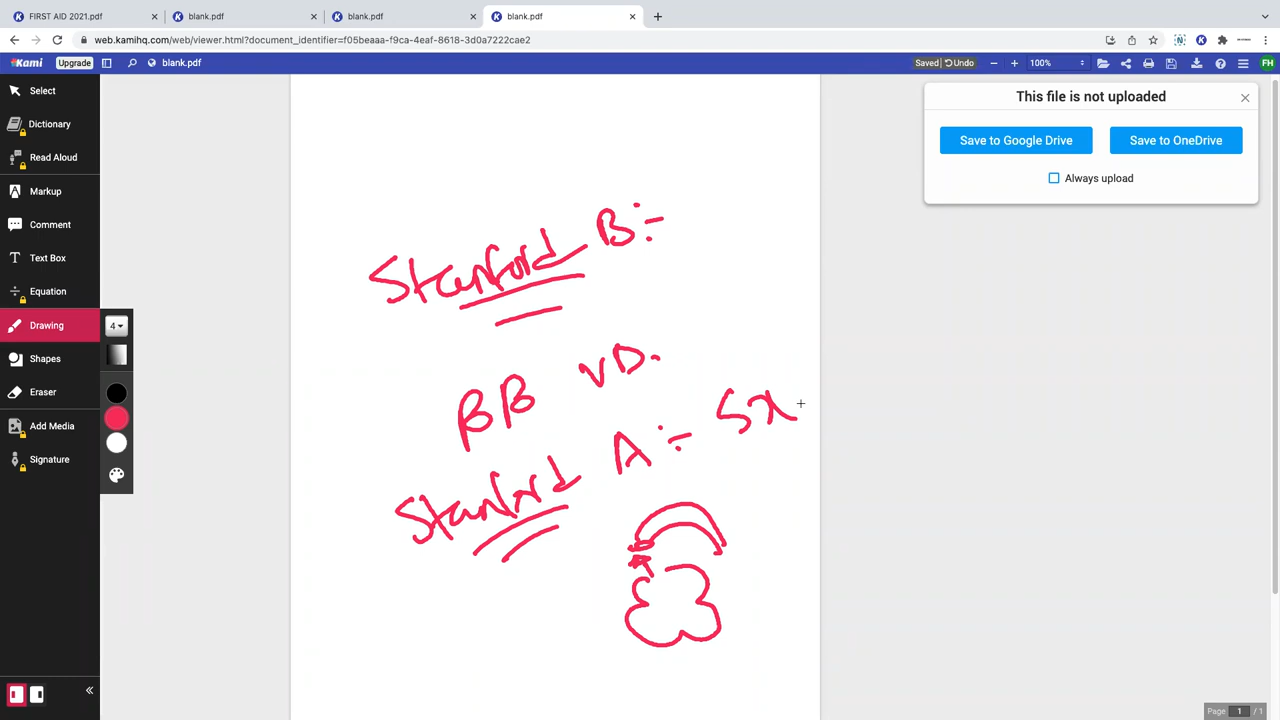 FIRST AID 2021.pdf
blank.pdf
blank.pdf
blank.pdf
web.kamihq.com/web/viewer.html?document_identifier=f05beaaa-f9ca-4eaf-8618-3d0a7222cae2
Kami Upgrade blank.pdf Saved Undo 100% FH
Select
Dictionary
Read Aloud
Markup
Comment
Text Box
Equation
Drawing
Shapes
Eraser
Add Media
Signature
4
This file is not uploaded
Save to Google Drive Save to OneDrive
Always upload
Stanford B:-
BB VD.
Stanford A:- Sx
Page: 1 / 1